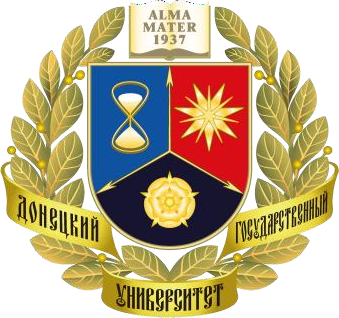 ALMA
MATER
1937
ДОНЕЦКИЙ
ГОСУДАРСТВЕННЫЙ
УНИВЕРСИТЕТ